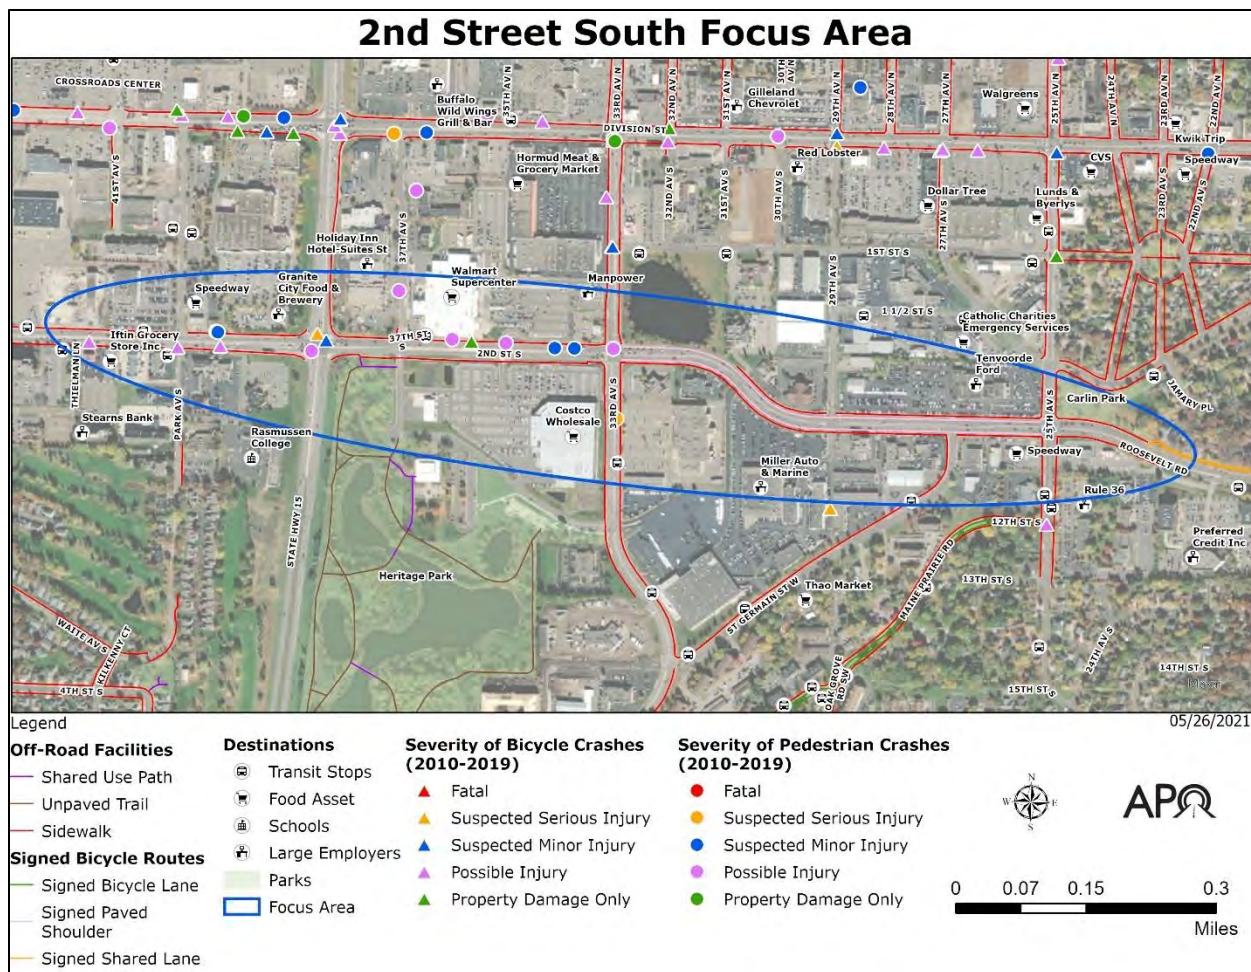 2nd Street South Focus Area
CROSSROADS CENTER
Buffalo
Wild Wings
Grill & Bar
35TH AV N
33RD AV N
32ND AV N
31ST AV N
Gilleland
Chevrolet
30TH
AV N
29TH AV N
28TH AV N
27TH AV N
Walgreens
25TH AV N
24TH AV N
23RD AV N
22ND AV N
DIVISION ST
Kwik Trip
Hormud Meat &
Grocery Market
Red Lobster
CVS
Speedway
41ST AV S
37TH AV S
32ND AV S
31ST AV S
30TH AV S
Dollar Tree
27TH AV S
Lunds &
Byerlys
23RD AV S
22ND AV S
Holiday Inn
Hotel-Suites St
1ST ST S
29TH AV S
Speedway
Granite
City Food &
Brewery
Walmart
Supercenter
Manpower
1 1/2 ST S
Catholic Charities
Emergency Services
Iftin Grocery
Store Inc
37TH ST
S
2ND ST S
Tenvoorde
Ford
THIELMAN LN
PARK AV S
33RD AV S
Carlin Park
JAMARY PL
25TH AV S
Stearns Bank
Rasmussen
College
Costco
Wholesale
Miller Auto
& Marine
Speedway
ROOSEVELT RD
Rule 36
STATE HWY 15
12TH ST S
Preferred
Credit Inc
Heritage Park
Thao Market
MAINE PRAIRIE RD
13TH ST S
ST GERMAIN ST W
WAITE AV S
KILKENNY CT
4TH ST S
OAK GROVE
RD SW
24TH AV S
14TH ST S
15TH ST S
Legend
05/26/2021
Off-Road Facilities
Shared Use Path
Unpaved Trail
Sidewalk
Signed Bicycle Routes
Signed Bicycle Lane
Signed Paved
Shoulder
Signed Shared Lane
Destinations
Transit Stops
Food Asset
Schools
Large Employers
Parks
Focus Area
Severity of Bicycle Crashes
(2010-2019)
Fatal
Suspected Serious Injury
Suspected Minor Injury
Possible Injury
Property Damage Only
Severity of Pedestrian Crashes
(2010-2019)
Fatal
Suspected Serious Injury
Suspected Minor Injury
Possible Injury
Property Damage Only
N
W E
S
APO
0 0.07 0.15 0.3
Miles